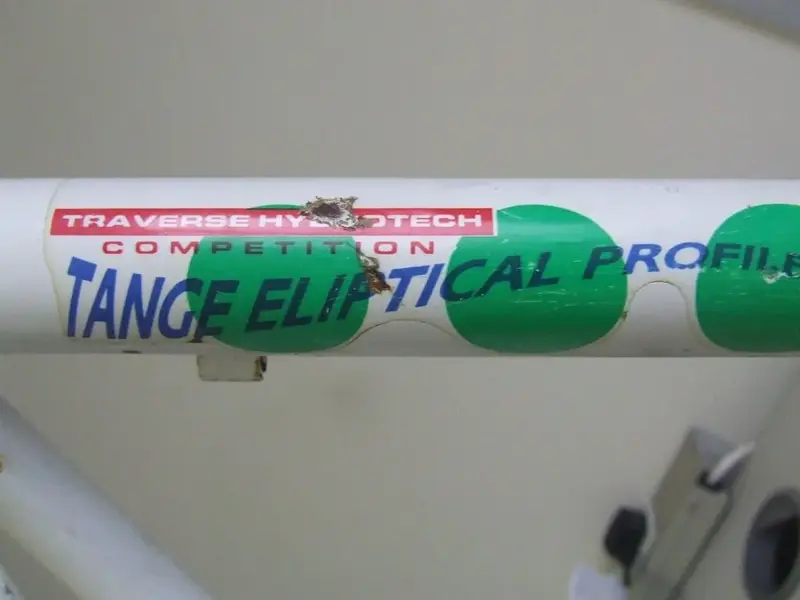 TRAVERSE HYDROTECH
COMPETITION
TANGE ELIPTICAL PROFILE